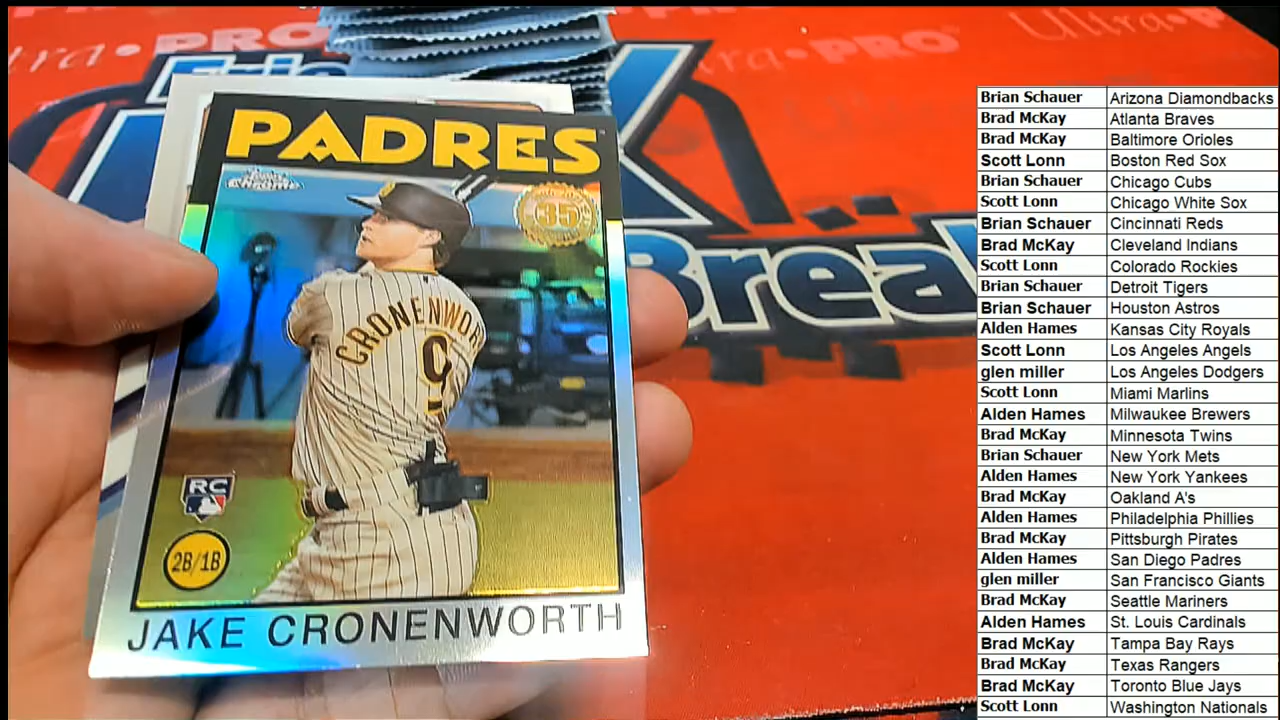 ultra·PRO
Ultra·PRO
Eric
Break
PADRES
Topps
Chrome
35
CRONENWOR
9
RC
2B/1B
JAKE CRONENWORTH
Brian Schauer Arizona Diamondbacks
Brad McKay Atlanta Braves
Brad McKay Baltimore Orioles
Scott Lonn Boston Red Sox
Brian Schauer Chicago Cubs
Scott Lonn Chicago White Sox
Brian Schauer Cincinnati Reds
Brad McKay Cleveland Indians
Scott Lonn Colorado Rockies
Brian Schauer Detroit Tigers
Brian Schauer Houston Astros
Alden Hames Kansas City Royals
Scott Lonn Los Angeles Angels
glen miller Los Angeles Dodgers
Scott Lonn Miami Marlins
Alden Hames Milwaukee Brewers
Brad McKay Minnesota Twins
Brian Schauer New York Mets
Alden Hames New York Yankees
Brad McKay Oakland A's
Alden Hames Philadelphia Phillies
Brad McKay Pittsburgh Pirates
Alden Hames San Diego Padres
glen miller San Francisco Giants
Brad McKay Seattle Mariners
Alden Hames St. Louis Cardinals
Brad McKay Tampa Bay Rays
Brad McKay Texas Rangers
Brad McKay Toronto Blue Jays
Scott Lonn Washington Nationals